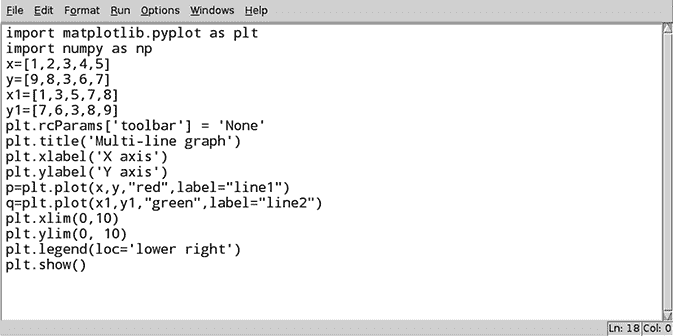 File Edit Format Run Options Windows Help
import matplotlib.pyplot as plt
import numpy as np
x=[1,2,3,4,5]
y=[9,8,3,6,7]
x1=[1,3,5,7,8]
y1=[7,6,3,8,9]
plt.rcParams['toolbar'] = 'None'
plt.title('Multi-line graph')
plt.xlabel('X axis')
plt.ylabel('Y axis')
p=plt.plot(x,y,"red",label="line1")
q=plt.plot(x1,y1,"green",label="line2")
plt.xlim(0,10)
plt.ylim(0, 10)
plt.legend(loc='lower right')
plt.show()
Ln: 18 Col: 0